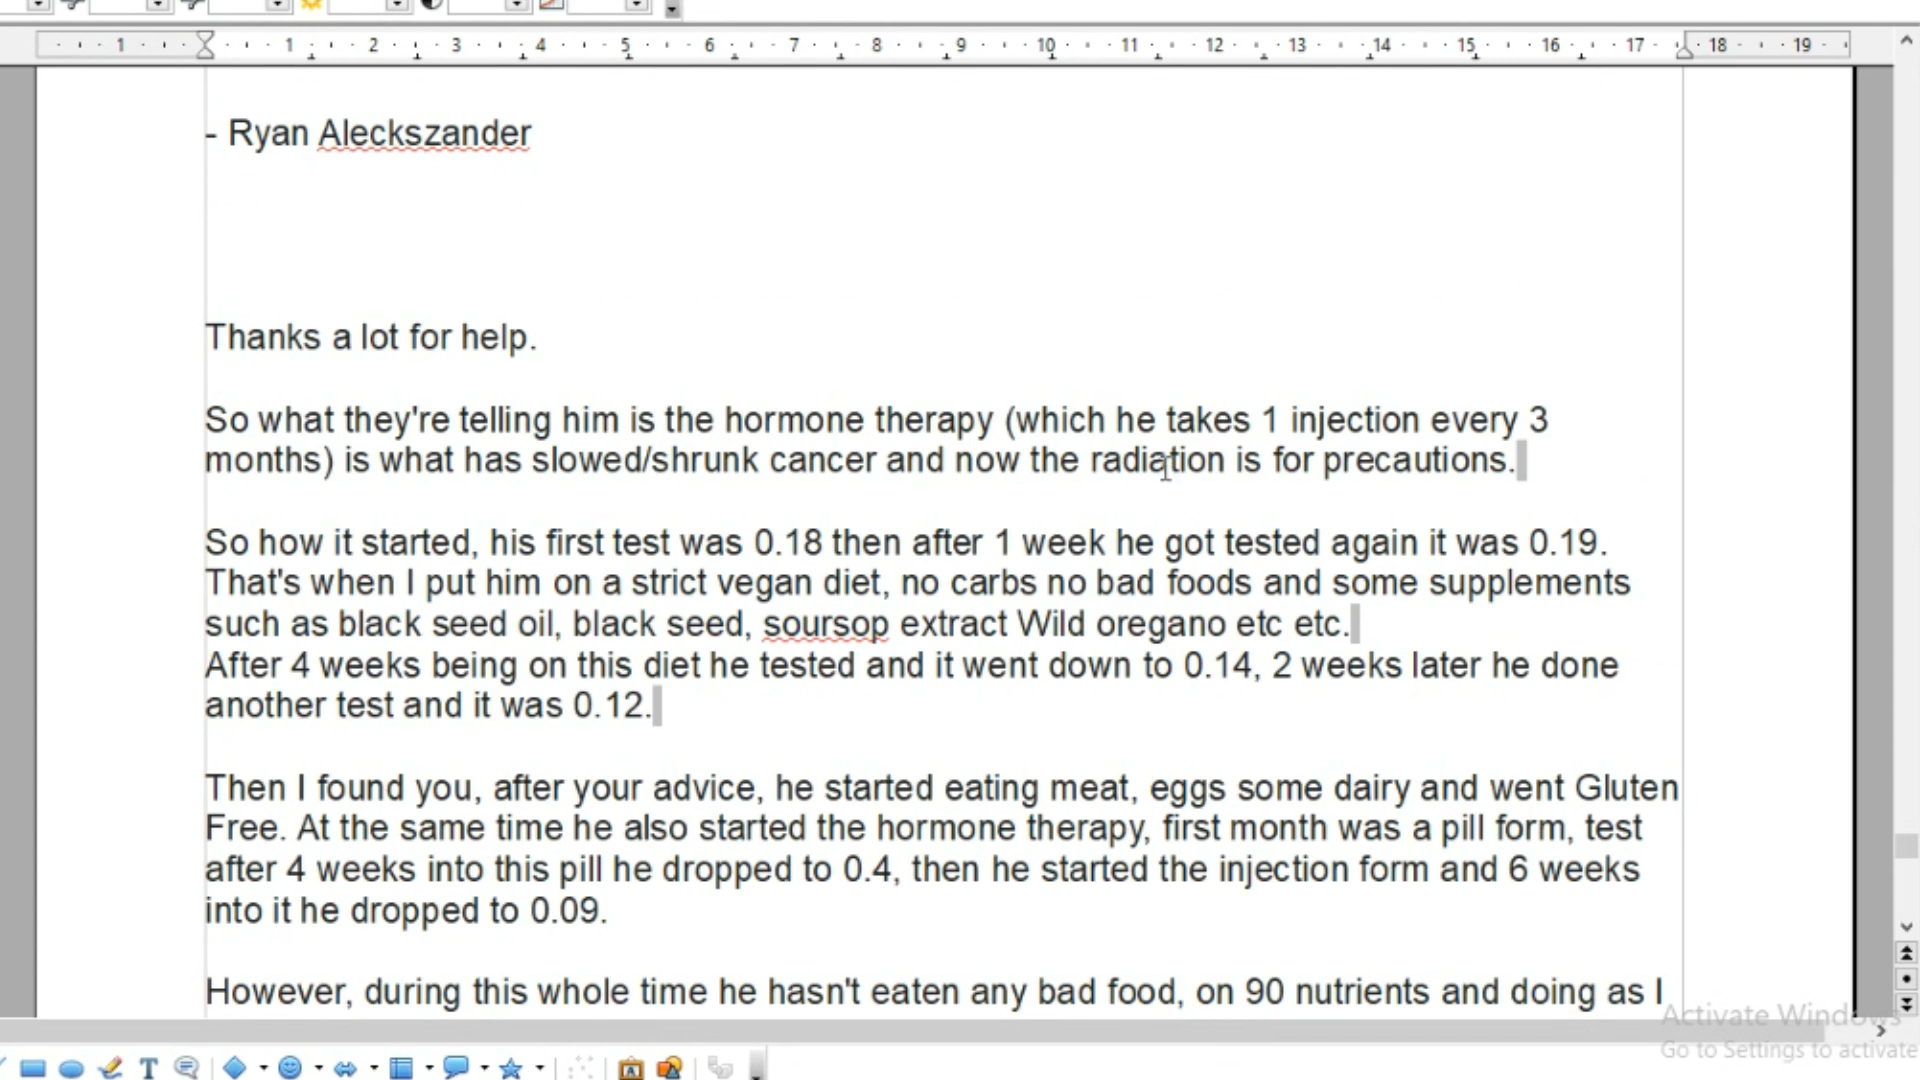 1 1 2 3 4 5 6 7 8 9 10 11 12 13 14 15 16 17 18 19
- Ryan Aleckszander
Thanks a lot for help.
So what they're telling him is the hormone therapy (which he takes 1 injection every 3
months) is what has slowed/shrunk cancer and now the radiation is for precautions.
So how it started, his first test was 0.18 then after 1 week he got tested again it was 0.19.
That's when I put him on a strict vegan diet, no carbs no bad foods and some supplements
such as black seed oil, black seed, soursop extract Wild oregano etc etc.
After 4 weeks being on this diet he tested and it went down to 0.14, 2 weeks later he done
another test and it was 0.12.
Then I found you, after your advice, he started eating meat, eggs some dairy and went Gluten
Free. At the same time he also started the hormone therapy, first month was a pill form, test
after 4 weeks into this pill he dropped to 0.4, then he started the injection form and 6 weeks
into it he dropped to 0.09.
However, during this whole time he hasn't eaten any bad food, on 90 nutrients and doing as I
Activate Windows
Go to Settings to activate